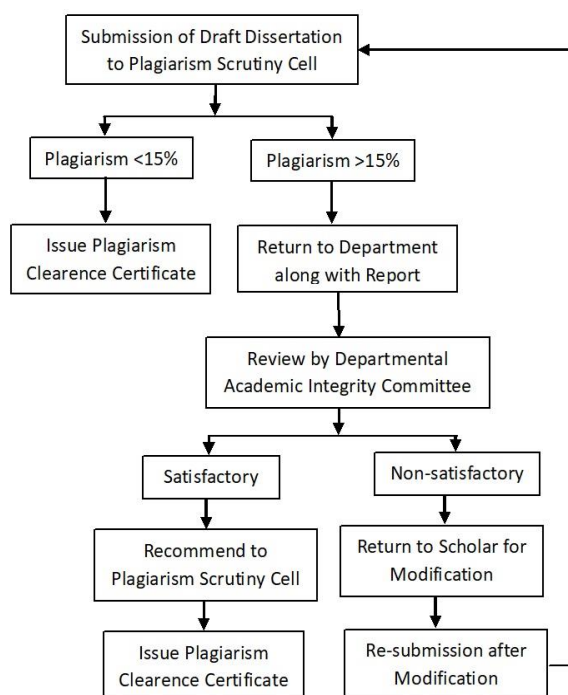 Submission of Draft Dissertation
to Plagiarism Scrutiny Cell
Plagiarism <15%
Plagiarism >15%
Issue Plagiarism
Clearence Certificate
Return to Department
along with Report
Review by Departmental
Academic Integrity Committee
Satisfactory
Non-satisfactory
Recommend to
Plagiarism Scrutiny Cell
Return to Scholar for
Modification
Issue Plagiarism
Clearence Certificate
Re-submission after
Modification